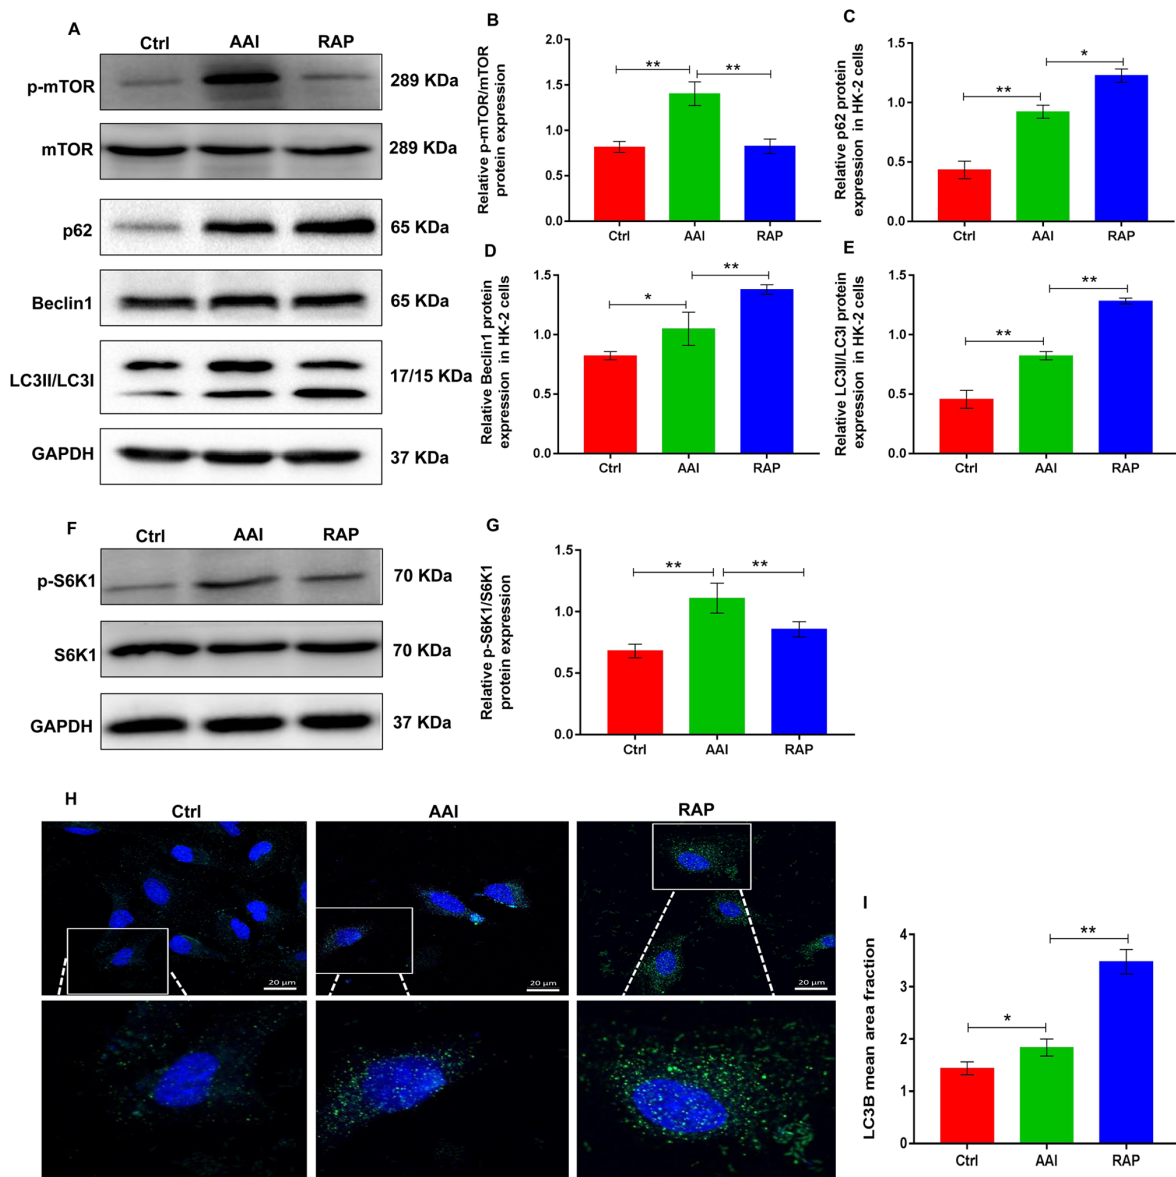 A
Ctrl AAI RAP
p-mTOR 289 KDa
mTOR 289 KDa
p62 65 KDa
Beclin1 65 KDa
LC3II/LC3I 17/15 KDa
GAPDH 37 KDa
B
Relative p-mTOR/mTOR
protein expression
2.0
1.5
1.0
0.5
0.0
** **
Ctrl AAI RAP
C
Relative p62 protein
expression in HK-2 cells
1.5
1.0
0.5
0.0
** *
Ctrl AAI RAP
D
Relative Beclin1 protein
expression in HK-2 cells
1.5
1.0
0.5
0.0
* **
Ctrl AAI RAP
E
Relative LC3II/LC3I protein
expression in HK-2 cells
1.5
1.0
0.5
0.0
** **
Ctrl AAI RAP
F
Ctrl AAI RAP
p-S6K1 70 KDa
S6K1 70 KDa
GAPDH 37 KDa
G
Relative p-S6K1/S6K1
protein expression
1.5
1.0
0.5
0.0
** **
Ctrl AAI RAP
H
Ctrl AAI RAP
20 μm 20 μm 20 μm
I
LC3B mean area fraction
4
3
2
1
0
* **
Ctrl AAI RAP